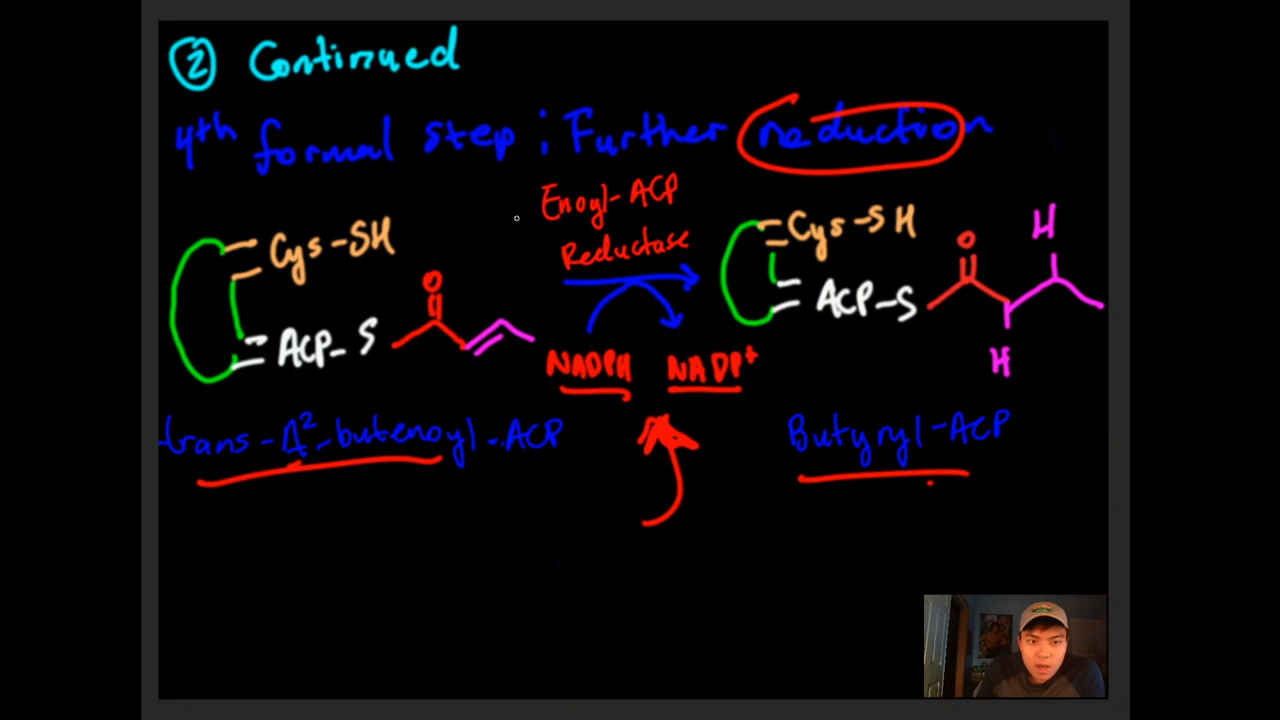 ② Continued
4th formal step; Further reduction
Enoyl-ACP
Reductase
Cys-SH
ACP-S
O
NADPH
NADP+
Cys-SH
ACP-S
O
H
H
trans-Δ²-butenoyl-ACP
Butyryl-ACP